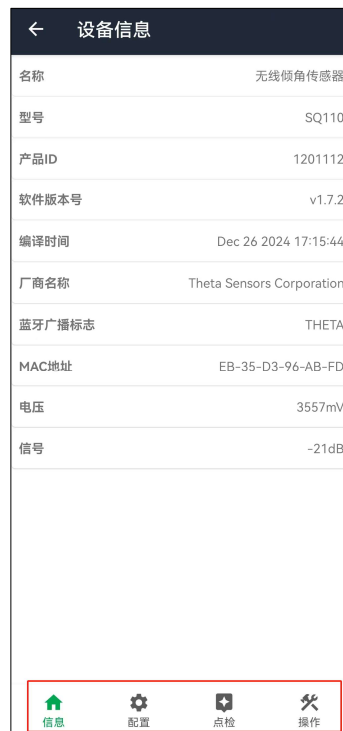 设备信息
名称 无线倾角传感器
型号 SQ110
产品ID 1201112
软件版本号 v1.7.2
编译时间 Dec 26 2024 17:15:44
厂商名称 Theta Sensors Corporation
蓝牙广播标志 THETA
MAC地址 EB-35-D3-96-AB-FD
电压 3557mV
信号 -21dB
信息 配置 点检 操作